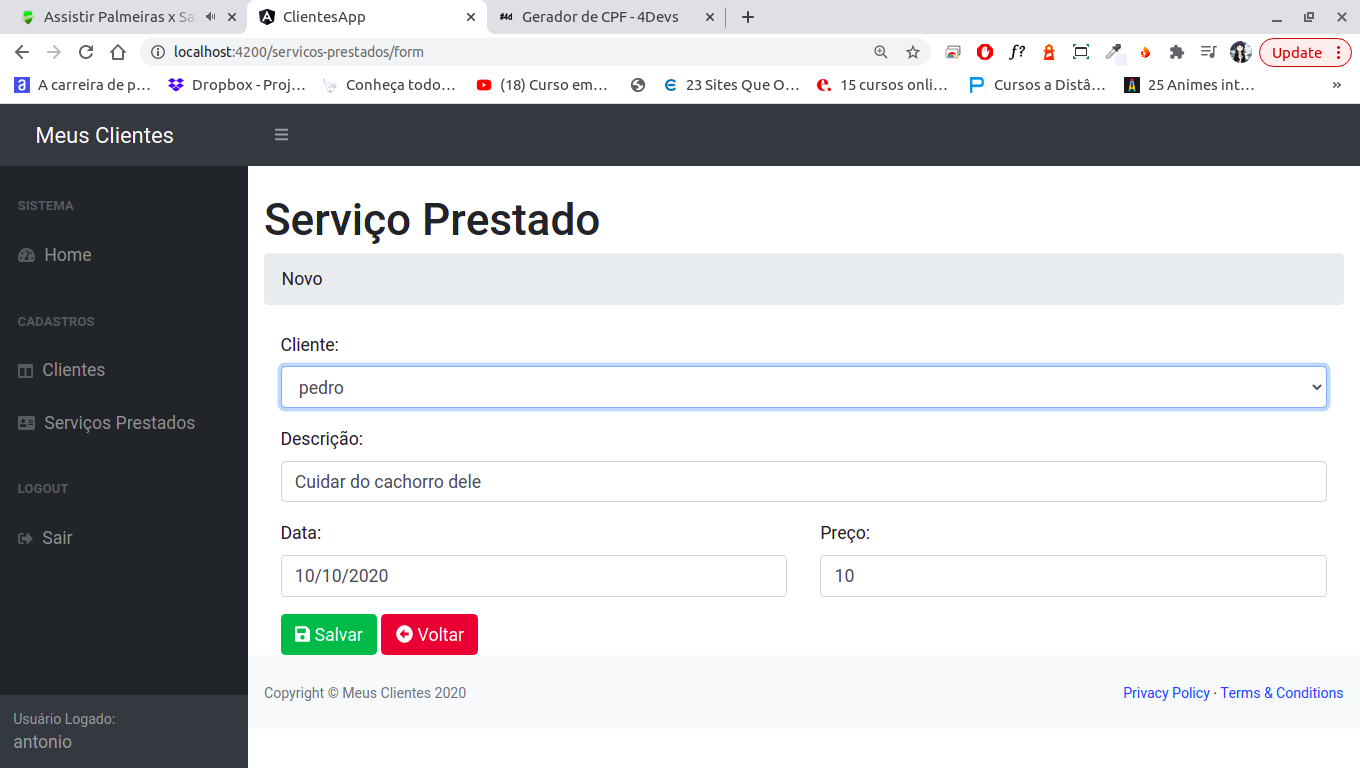 Assistir Palmeiras x Sa
ClientesApp
#4d Gerador de CPF - 4Devs
localhost:4200/servicos-prestados/form
f?
Update
a A carreira de p…
Dropbox - Proj…
Conheça todo…
(18) Curso em…
23 Sites Que O…
15 cursos onli…
Cursos a Distâ…
25 Animes int…
»
Meus Clientes
SISTEMA
Home
CADASTROS
Clientes
Serviços Prestados
LOGOUT
Sair
Usuário Logado:
antonio
Serviço Prestado
Novo
Cliente:
pedro
Descrição:
Cuidar do cachorro dele
Data:
Preço:
10/10/2020
10
Salvar
Voltar
Copyright © Meus Clientes 2020
Privacy Policy · Terms & Conditions